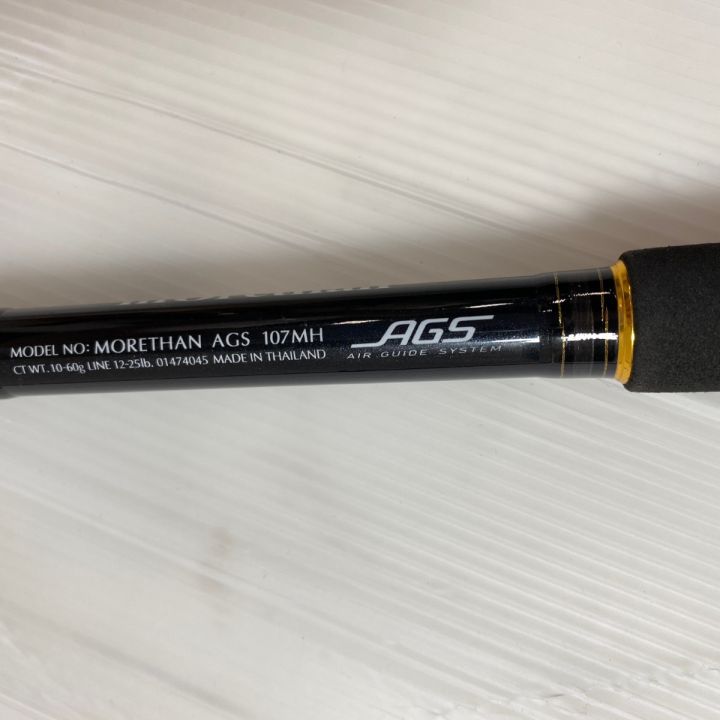 MODEL NO: MORETHAN AGS 107MH
CT WT. 10-60g LINE 12-25lb. 01474045 MADE IN THAILAND
AGS
AIR GUIDE SYSTEM